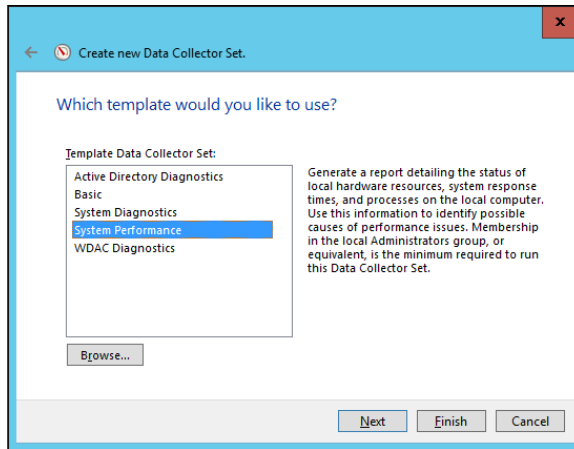 x
Create new Data Collector Set.
Which template would you like to use?
Template Data Collector Set:
Active Directory Diagnostics
Basic
System Diagnostics
System Performance
WDAC Diagnostics
Generate a report detailing the status of
local hardware resources, system response
times, and processes on the local computer.
Use this information to identify possible
causes of performance issues. Membership
in the local Administrators group, or
equivalent, is the minimum required to run
this Data Collector Set.
Browse...
Next Finish Cancel